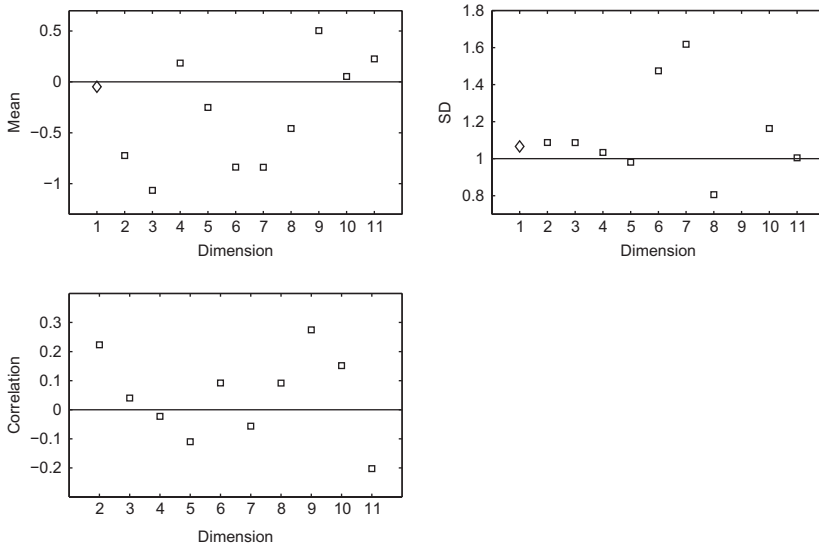 0.5
0
−0.5
−1
Mean
1 2 3 4 5 6 7 8 9 10 11
Dimension
1.8
1.6
1.4
1.2
1
0.8
SD
1 2 3 4 5 6 7 8 9 10 11
Dimension
0.3
0.2
0.1
0
−0.1
−0.2
Correlation
2 3 4 5 6 7 8 9 10 11
Dimension